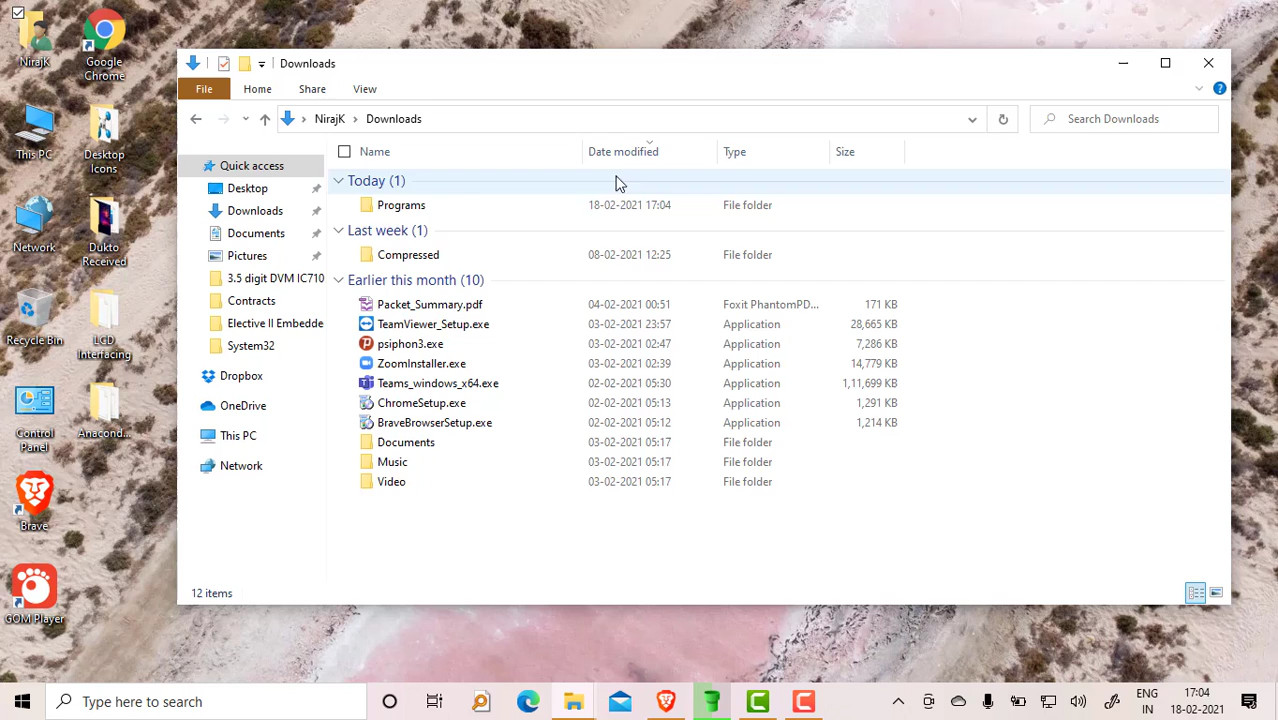 NirajK
Google
Chrome
This PC
Desktop
Icons
Network
Dukto
Received
Recycle Bin
LGD
Interfacing
Control
Panel
Anacond...
Brave
GOM Player
Downloads
File
Home
Share
View
NirajK
Downloads
Search Downloads
Name
Date modified
Type
Size
Quick access
Desktop
Downloads
Documents
Pictures
3.5 digit DVM IC710
Contracts
Elective II Embedde
System32
Dropbox
OneDrive
This PC
Network
Today (1)
Programs 18-02-2021 17:04 File folder
Last week (1)
Compressed 08-02-2021 12:25 File folder
Earlier this month (10)
Packet_Summary.pdf 04-02-2021 00:51 Foxit PhantomPD... 171 KB
TeamViewer_Setup.exe 03-02-2021 23:57 Application 28,665 KB
psiphon3.exe 03-02-2021 02:47 Application 7,286 KB
ZoomInstaller.exe 03-02-2021 02:39 Application 14,779 KB
Teams_windows_x64.exe 02-02-2021 05:30 Application 1,11,699 KB
ChromeSetup.exe 02-02-2021 05:13 Application 1,291 KB
BraveBrowserSetup.exe 02-02-2021 05:12 Application 1,214 KB
Documents 03-02-2021 05:17 File folder
Music 03-02-2021 05:17 File folder
Video 03-02-2021 05:17 File folder
12 items
Type here to search
ENG
IN
17:04
18-02-2021